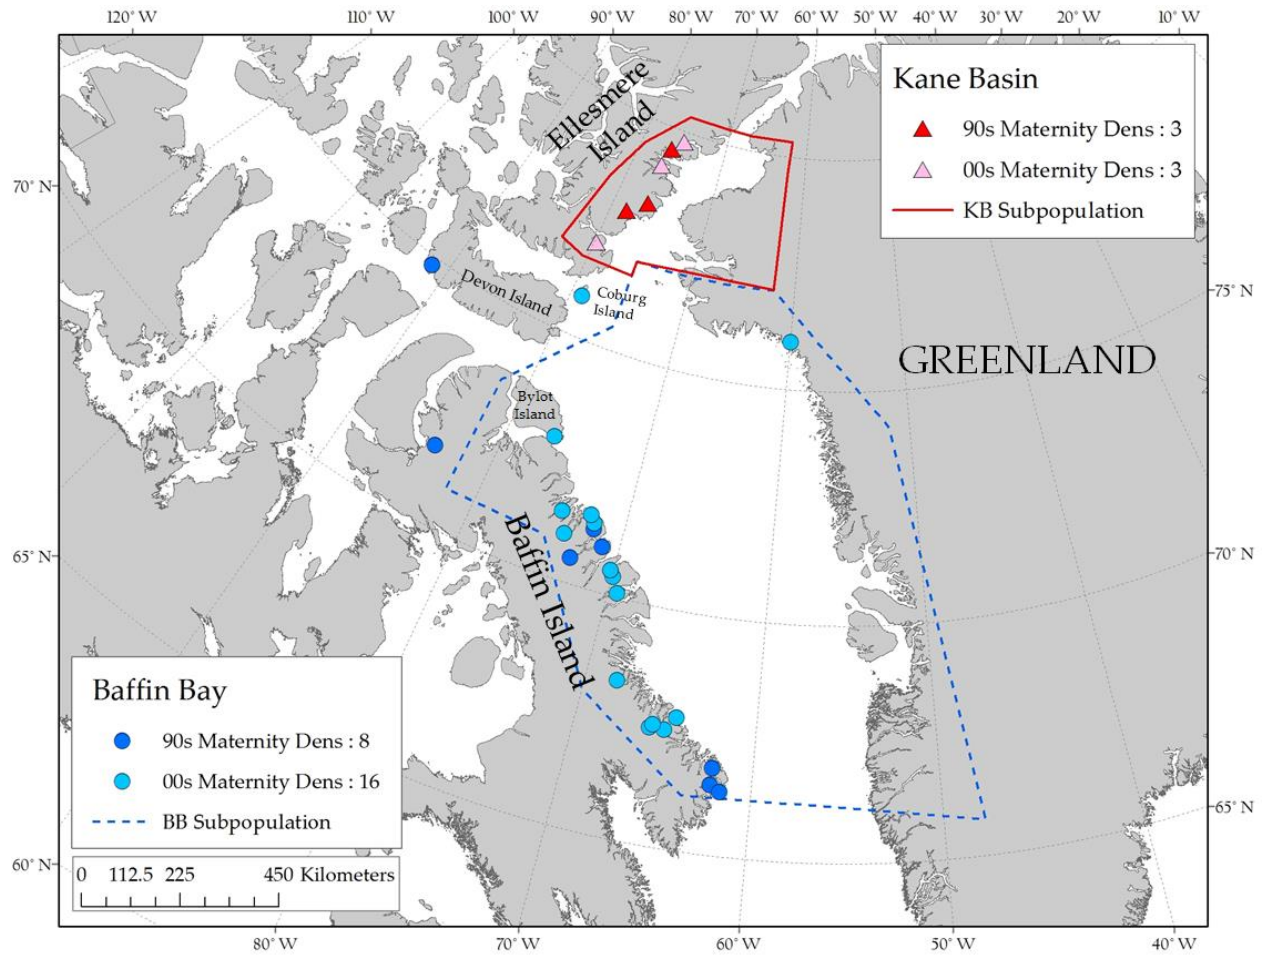 120° W 110° W 100° W 90° W 80° W 70° W 60° W 50° W 40° W 30° W 20° W 10° W
Kane Basin
90s Maternity Dens : 3
00s Maternity Dens : 3
KB Subpopulation
Ellesmere
Island
70° N
Devon Island
Coburg
Island
75° N
GREENLAND
Bylot
Island
Baffin Island
65° N
70° N
Baffin Bay
90s Maternity Dens : 8
00s Maternity Dens : 16
BB Subpopulation
65° N
60° N
0 112.5 225 450 Kilometers
80° W 70° W 60° W 50° W 40° W